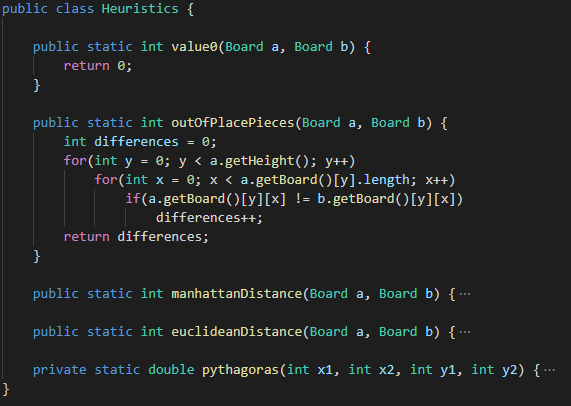 public class Heuristics {
public static int value0(Board a, Board b) {
return 0;
}
public static int outOfPlacePieces(Board a, Board b) {
int differences = 0;
for(int y = 0; y < a.getHeight(); y++)
for(int x = 0; x < a.getBoard()[y].length; x++)
if(a.getBoard()[y][x] != b.getBoard()[y][x])
differences++;
return differences;
}
public static int manhattanDistance(Board a, Board b) {···
public static int euclideanDistance(Board a, Board b) {···
private static double pythagoras(int x1, int x2, int y1, int y2) {···
}